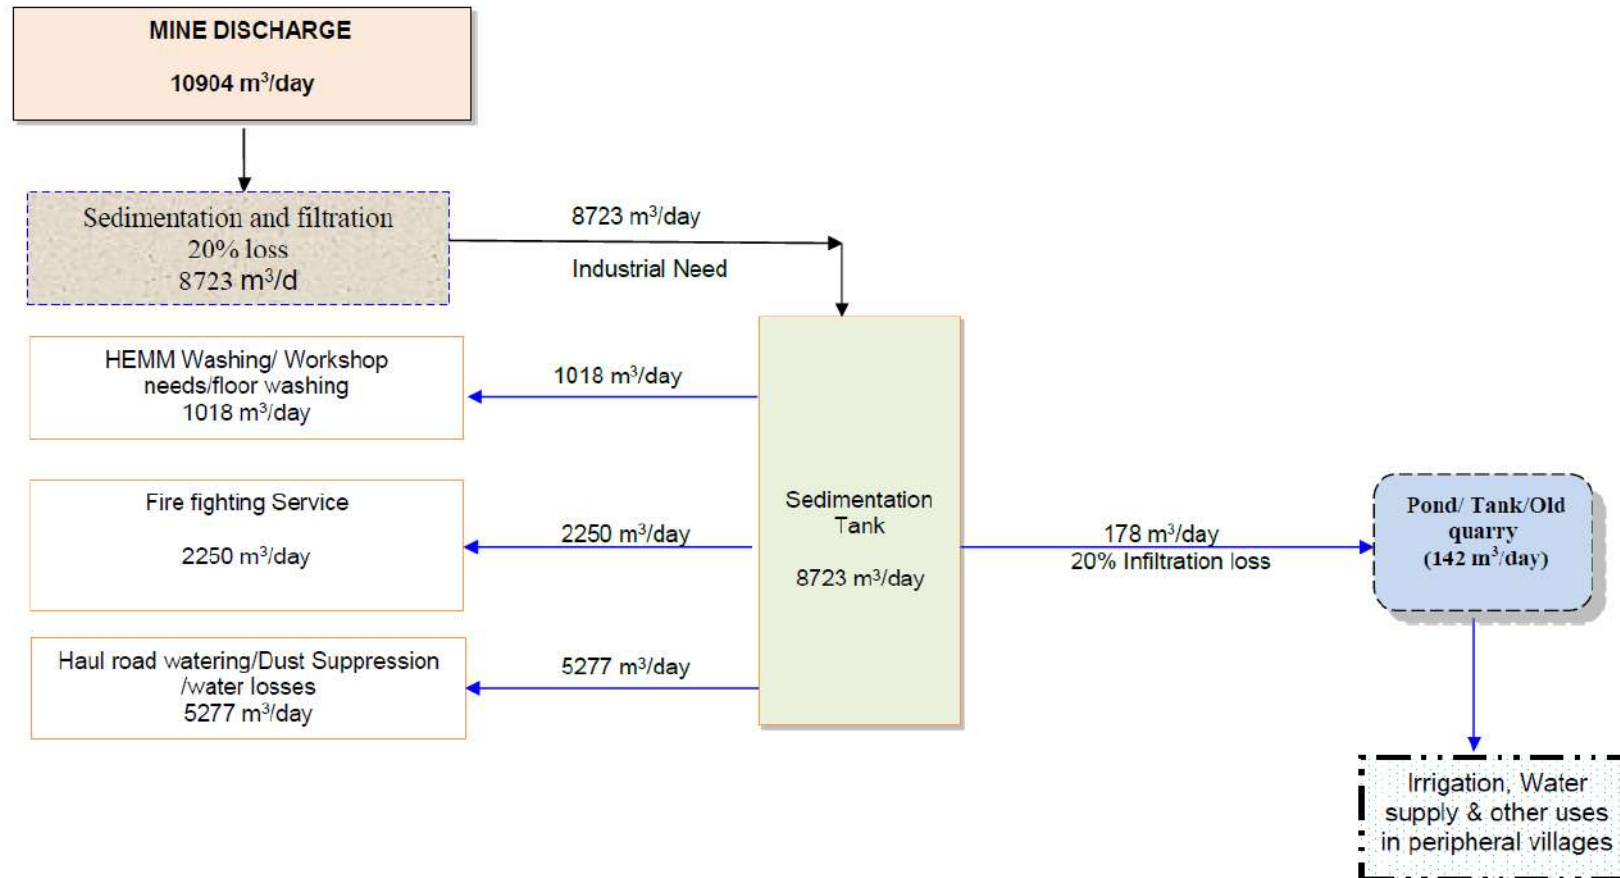 MINE DISCHARGE
10904 m³/day
Sedimentation and filtration
20% loss
8723 m³/d
8723 m³/day
Industrial Need
HEMM Washing/ Workshop
needs/floor washing
1018 m³/day
1018 m³/day
Fire fighting Service
2250 m³/day
2250 m³/day
Haul road watering/Dust Suppression
/water losses
5277 m³/day
5277 m³/day
Sedimentation
Tank
8723 m³/day
178 m³/day
20% Infiltration loss
Pond/ Tank/Old
quarry
(142 m³/day)
Irrigation, Water
supply & other uses
in peripheral villages